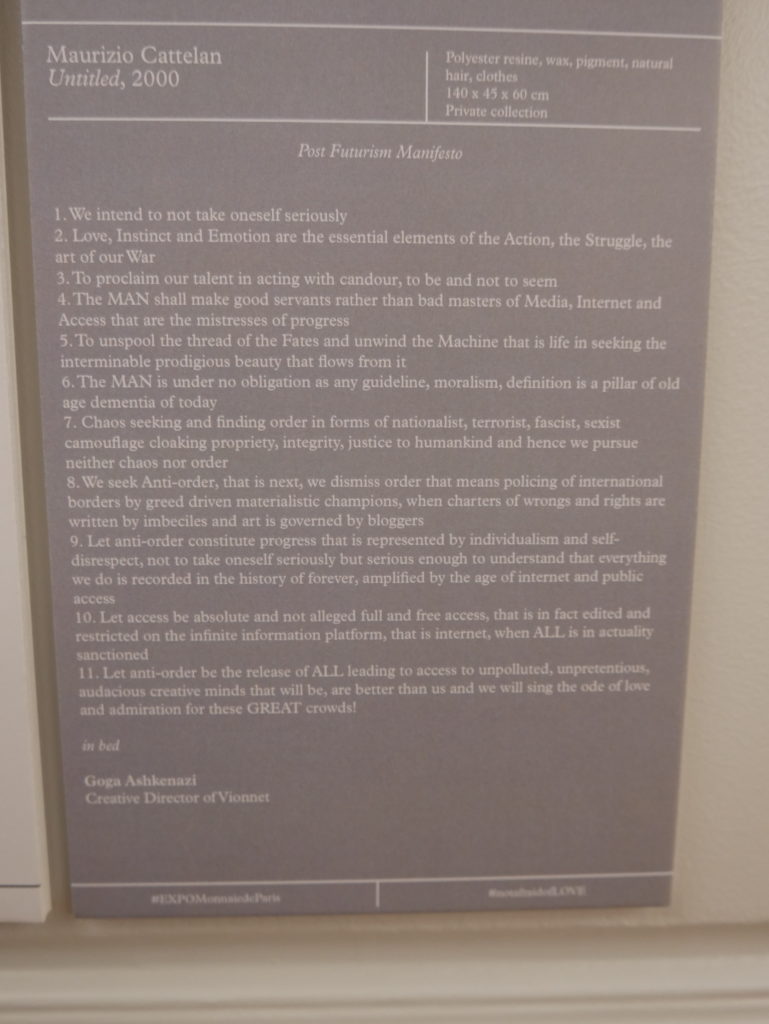 Maurizio Cattelan
Untitled, 2000
Polyester resine, wax, pigment, natural
hair, clothes
140 x 45 x 60 cm
Private collection
Post Futurism Manifesto
1. We intend to not take oneself seriously
2. Love, Instinct and Emotion are the essential elements of the Action, the Struggle, the
art of our War
3. To proclaim our talent in acting with candour, to be and not to seem
4. The MAN shall make good servants rather than bad masters of Media, Internet and
Access that are the mistresses of progress
5. To unspool the thread of the Fates and unwind the Machine that is life in seeking the
interminable prodigious beauty that flows from it
6. The MAN is under no obligation as any guideline, moralism, definition is a pillar of old
age dementia of today
7. Chaos seeking and finding order in forms of nationalist, terrorist, fascist, sexist
camouflage cloaking propriety, integrity, justice to humankind and hence we pursue
neither chaos nor order
8. We seek Anti-order, that is next, we dismiss order that means policing of international
borders by greed driven materialistic champions, when charters of wrongs and rights are
written by imbeciles and art is governed by bloggers
9. Let anti-order constitute progress that is represented by individualism and self-
disrespect, not to take oneself seriously but serious enough to understand that everything
we do is recorded in the history of forever, amplified by the age of internet and public
access
10. Let access be absolute and not alleged full and free access, that is in fact edited and
restricted on the infinite information platform, that is internet, when ALL is in actuality
sanctioned
11. Let anti-order be the release of ALL leading to access to unpolluted, unpretentious,
audacious creative minds that will be, are better than us and we will sing the ode of love
and admiration for these GREAT crowds!
in bed
Goga Ashkenazi
Creative Director of Vionnet
#EXPOMonnaiedeParis
#notafraidofLOVE